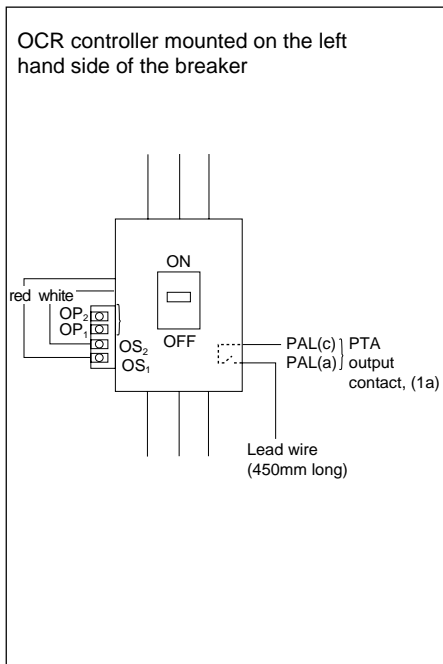 OCR controller mounted on the left
hand side of the breaker
ON
red white
OP₂
OP₁
OFF
OS₂
OS₁
PAL(c)
PAL(a)
PTA
output
contact, (1a)
Lead wire
(450mm long)